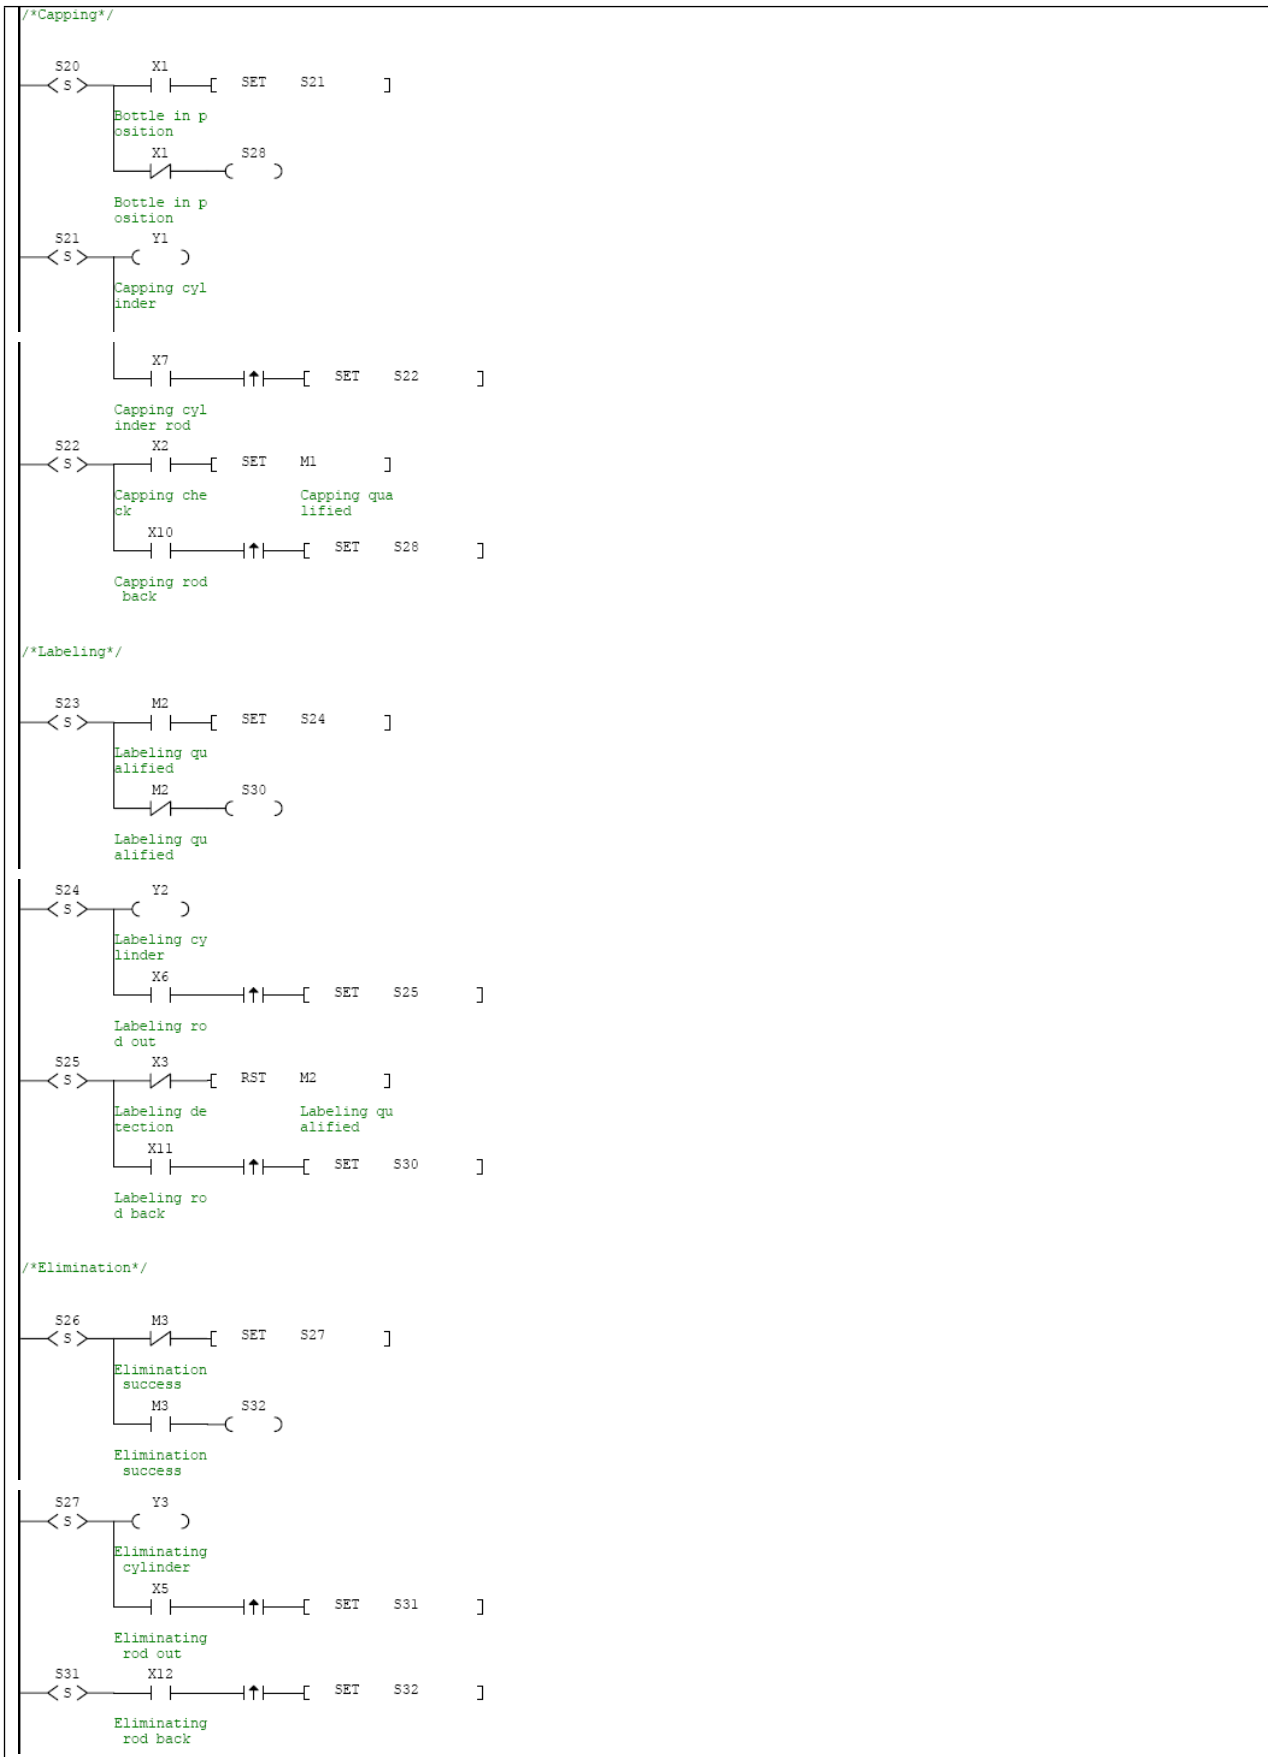 /*Capping*/
S20 X1
S [ SET S21 ]
Bottle in p
osition
X1 S28
( )
Bottle in p
osition
S21 Y1
S ( )
Capping cyl
inder
X7
[ SET S22 ]
Capping cyl
inder rod
S22 X2
S [ SET M1 ]
Capping che Capping qua
ck lified
X10
[ SET S28 ]
Capping rod
back
/*Labeling*/
S23 M2
S [ SET S24 ]
Labeling qu
alified
M2 S30
( )
Labeling qu
alified
S24 Y2
S ( )
Labeling cy
linder
X6
[ SET S25 ]
Labeling ro
d out
S25 X3
S [ RST M2 ]
Labeling de Labeling qu
tection alified
X11
[ SET S30 ]
Labeling ro
d back
/*Elimination*/
S26 M3
S [ SET S27 ]
Elimination
success
M3 S32
( )
Elimination
success
S27 Y3
S ( )
Eliminating
cylinder
X5
[ SET S31 ]
Eliminating
rod out
S31 X12
S [ SET S32 ]
Eliminating
rod back